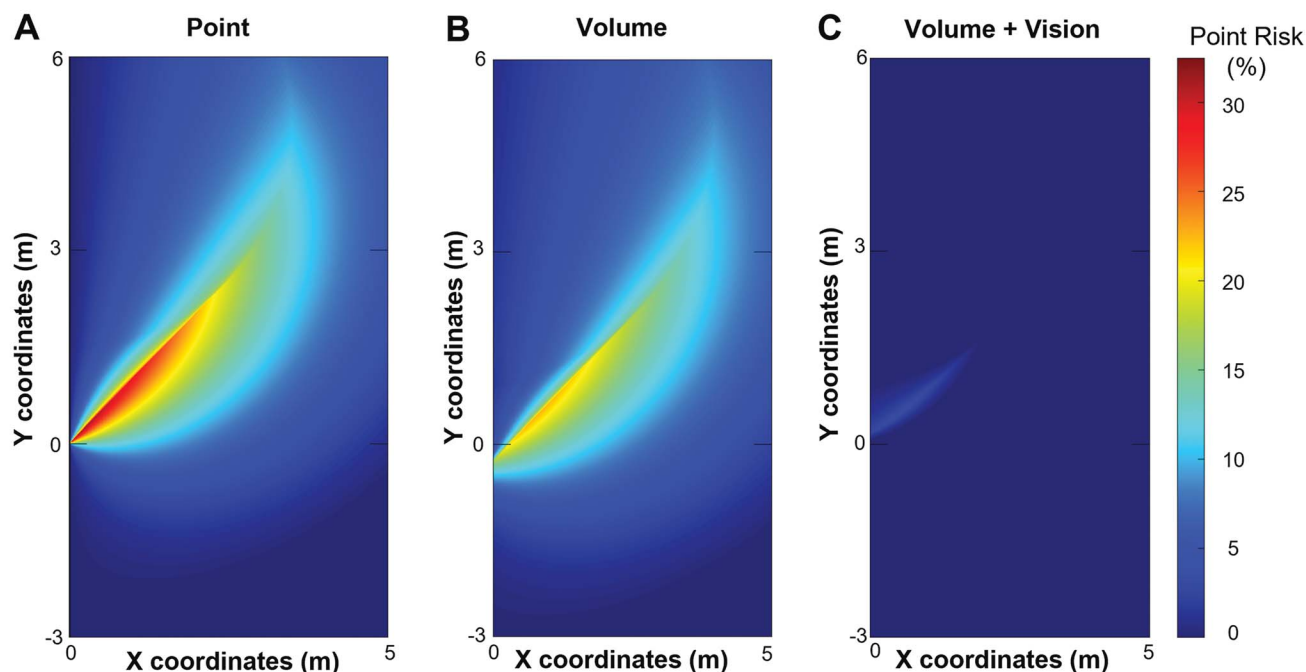 A
Point
Y coordinates (m)
6
3
0
-3
0
X coordinates (m)
5
B
Volume
Y coordinates (m)
6
3
0
-3
0
X coordinates (m)
5
C
Volume + Vision
Y coordinates (m)
6
3
0
-3
0
X coordinates (m)
5
Point Risk
(%)
30
25
20
15
10
5
0